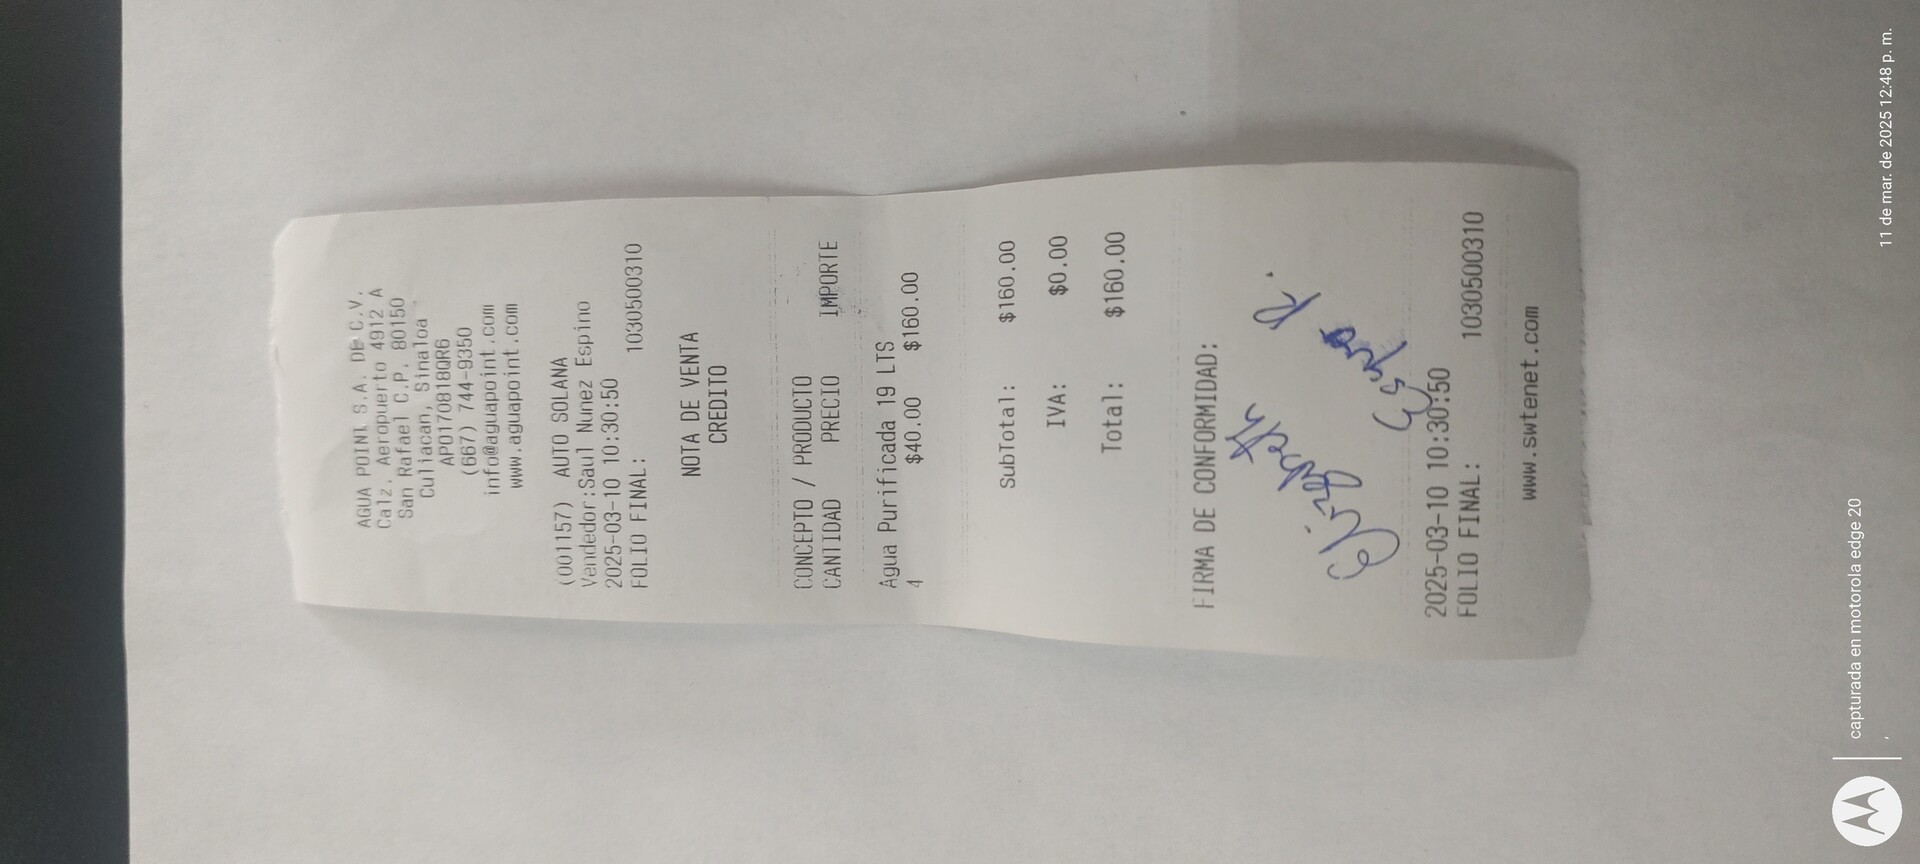 AGUA POINT S.A. DE C.V.
Calz. Aeropuerto 4912 A
San Rafael C.P. 80150
Culiacan, Sinaloa
APO170818QR6
(667) 744-9350
info@aguapoint.com
www.aguapoint.com
(001157) AUTO SOLANA
Vendedor:Saul Nunez Espino
2025-03-10 10:30:50
FOLIO FINAL: 1030500310
NOTA DE VENTA
CREDITO
CONCEPTO / PRODUCTO
CANTIDAD PRECIO IMPORTE
Agua Purificada 19 LTS
4 $40.00 $160.00
SubTotal: $160.00
IVA: $0.00
Total: $160.00
FIRMA DE CONFORMIDAD:
Elizabeth
R.
2025-03-10 10:30:50
FOLIO FINAL: 1030500310
www.swtenet.com
capturada en motorola edge 20
,
11 de mar. de 2025 12:48 p. m.